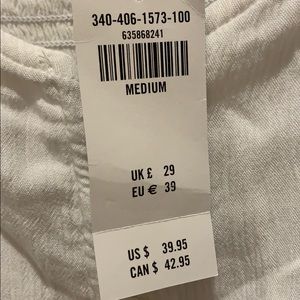 340-406-1573-100
635868241
MEDIUM
UK £ 29
EU € 39
US $ 39.95
CAN $ 42.95